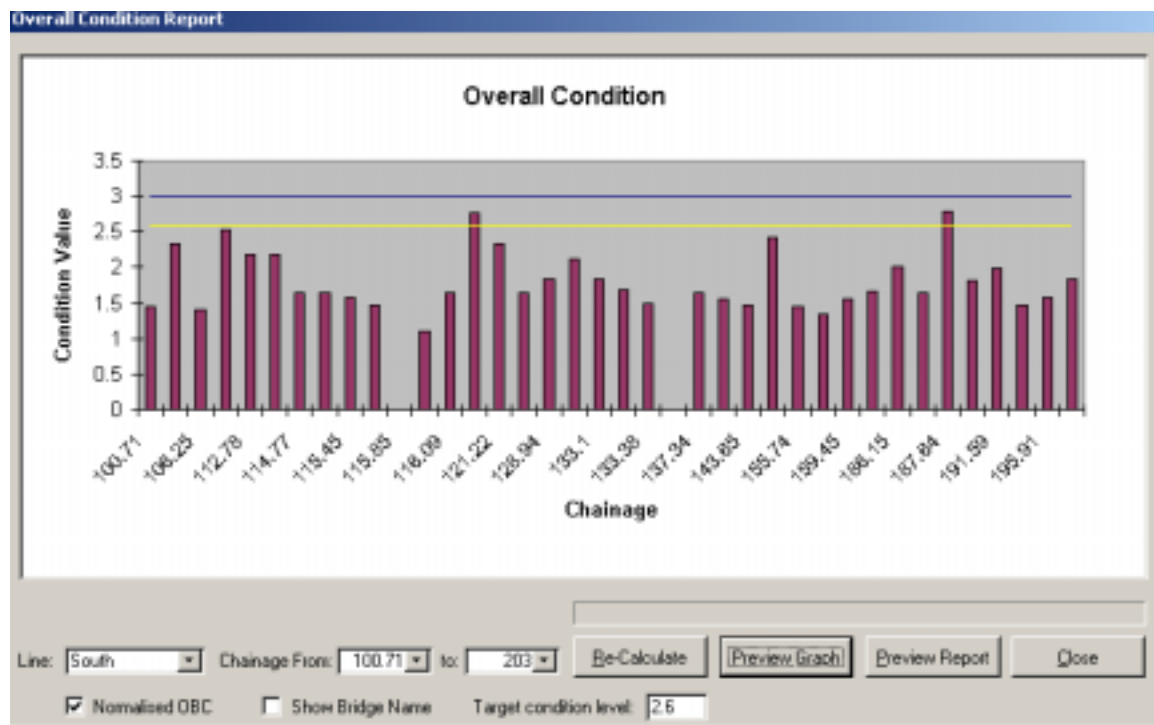 Overall Condition Report
Overall Condition
3.5
3
2.5
2
1.5
1
0.5
0
Condition Value
100.71 106.25 112.78 114.77 115.45 115.85 116.09 121.22 128.94 133.1 133.38 137.34 143.65 155.74 159.45 166.15 187.84 191.59 195.91
Chainage
Line: South Chainage From: 100.71 to: 203 Re-Calculate Preview Graph Preview Report Close
Normalised OBC Show Bridge Name Target condition level: 2.6